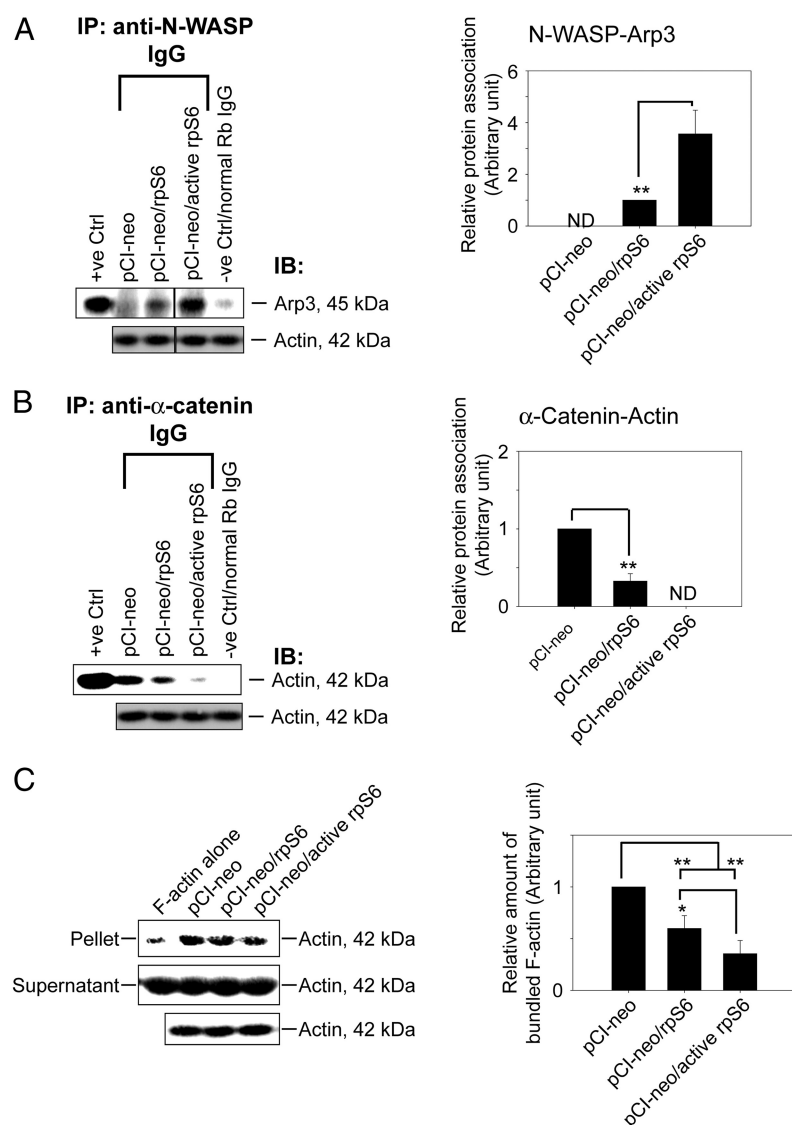 A
IP: anti-N-WASP
IgG
+ve Ctrl
pCI-neo
pCI-neo/rpS6
pCI-neo/active rpS6
-ve Ctrl/normal Rb IgG
IB:
Arp3, 45 kDa
Actin, 42 kDa
N-WASP-Arp3
Relative protein association
(Arbitrary unit)
6
4
2
0
ND
**
pCI-neo
pCI-neo/rpS6
pCI-neo/active rpS6
B
IP: anti-α-catenin
IgG
+ve Ctrl
pCI-neo
pCI-neo/rpS6
pCI-neo/active rpS6
-ve Ctrl/normal Rb IgG
IB:
Actin, 42 kDa
Actin, 42 kDa
α-Catenin-Actin
Relative protein association
(Arbitrary unit)
2
1
0
**
ND
pCI-neo
pCI-neo/rpS6
pCI-neo/active rpS6
C
F-actin alone
pCI-neo
pCI-neo/rpS6
pCI-neo/active rpS6
Pellet
Actin, 42 kDa
Supernatant
Actin, 42 kDa
Actin, 42 kDa
Relative amount of
bundled F-actin (Arbitrary unit)
1
0
** **
*
pCI-neo
pCI-neo/rpS6
pCI-neo/active rpS6